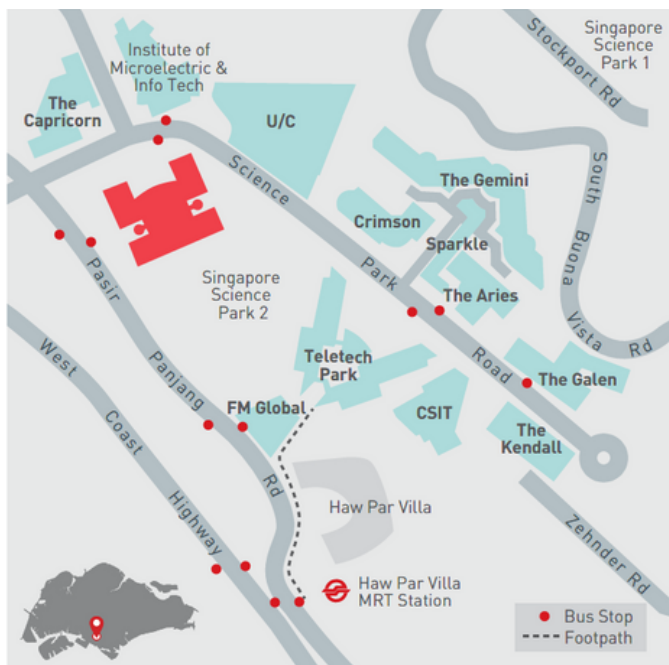 Singapore
Science
Park 1
Stockport Rd
Institute of
Microelectric &
Info Tech
The
Capricorn
U/C
South Buona Vista Rd
The Gemini
Crimson
Sparkle
Science Park Road
The Aries
Singapore
Science
Park 2
Pasir Panjang Rd
West Coast Highway
Teletech
Park
The Galen
FM Global
CSIT
The
Kendall
Haw Par Villa
Zehnder Rd
Haw Par Villa
MRT Station
Bus Stop
Footpath